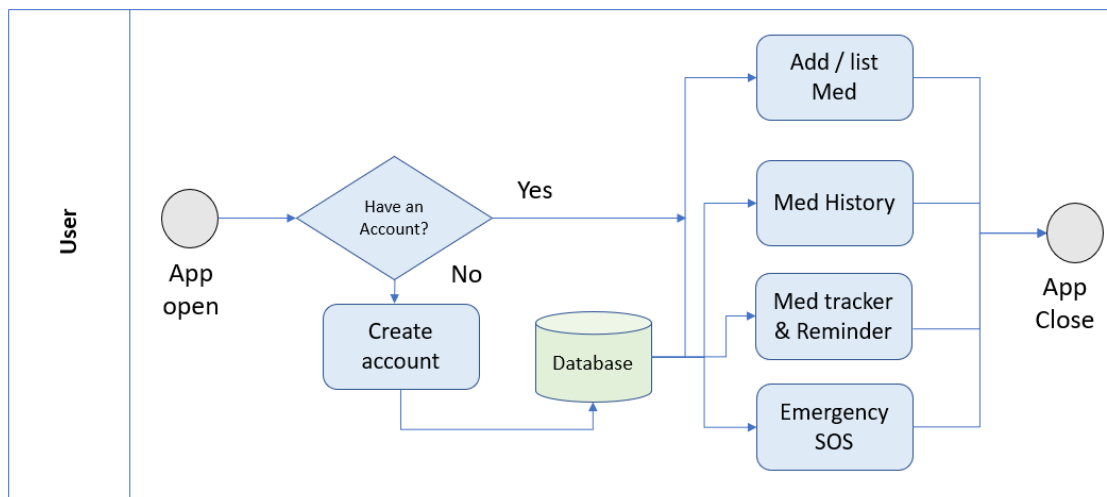 User
App
open
Have an
Account?
Yes
No
Create
account
Database
Add / list
Med
Med History
Med tracker
& Reminder
Emergency
SOS
App
Close